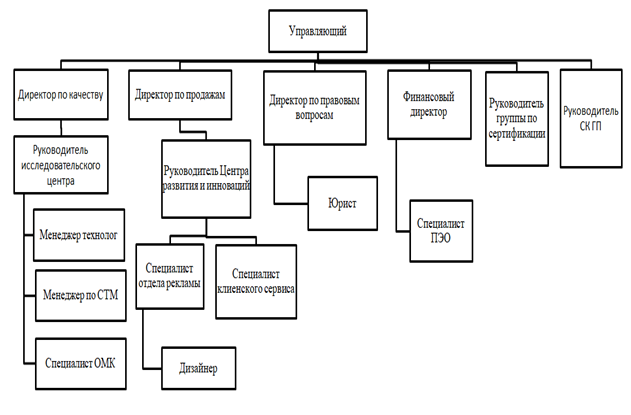 Управляющий
Директор по качеству
Директор по продажам
Директор по правовым
вопросам
Финансовый
директор
Руководитель
группы по
сертификации
Руководитель
СК ГП
Руководитель
исследовательского
центра
Руководитель Центра
развития и инноваций
Юрист
Специалист
ПЭО
Менеджер технолог
Менеджер по СТМ
Специалист ОМК
Специалист
отдела рекламы
Специалист
клиенского сервиса
Дизайнер